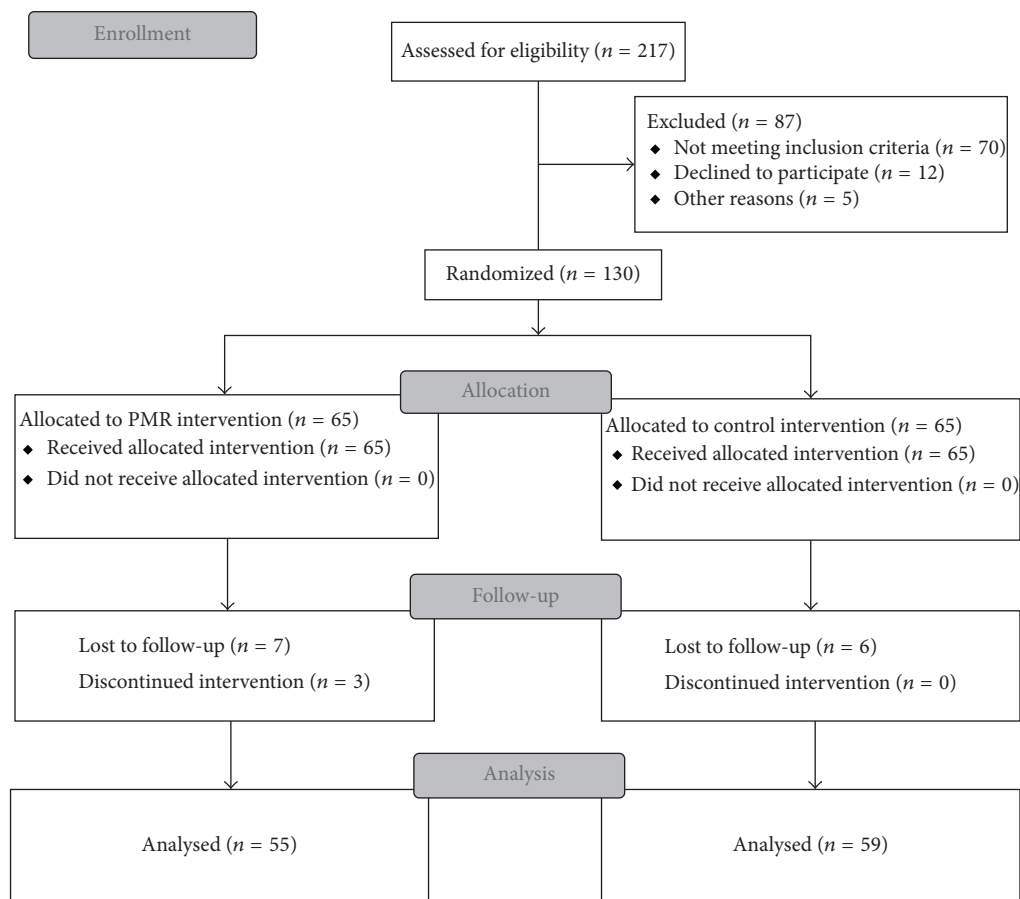 Enrollment
Assessed for eligibility (n = 217)
Excluded (n = 87)
◆ Not meeting inclusion criteria (n = 70)
◆ Declined to participate (n = 12)
◆ Other reasons (n = 5)
Randomized (n = 130)
Allocation
Allocated to PMR intervention (n = 65)
◆ Received allocated intervention (n = 65)
◆ Did not receive allocated intervention (n = 0)
Allocated to control intervention (n = 65)
◆ Received allocated intervention (n = 65)
◆ Did not receive allocated intervention (n = 0)
Follow-up
Lost to follow-up (n = 7)
Discontinued intervention (n = 3)
Lost to follow-up (n = 6)
Discontinued intervention (n = 0)
Analysis
Analysed (n = 55)
Analysed (n = 59)